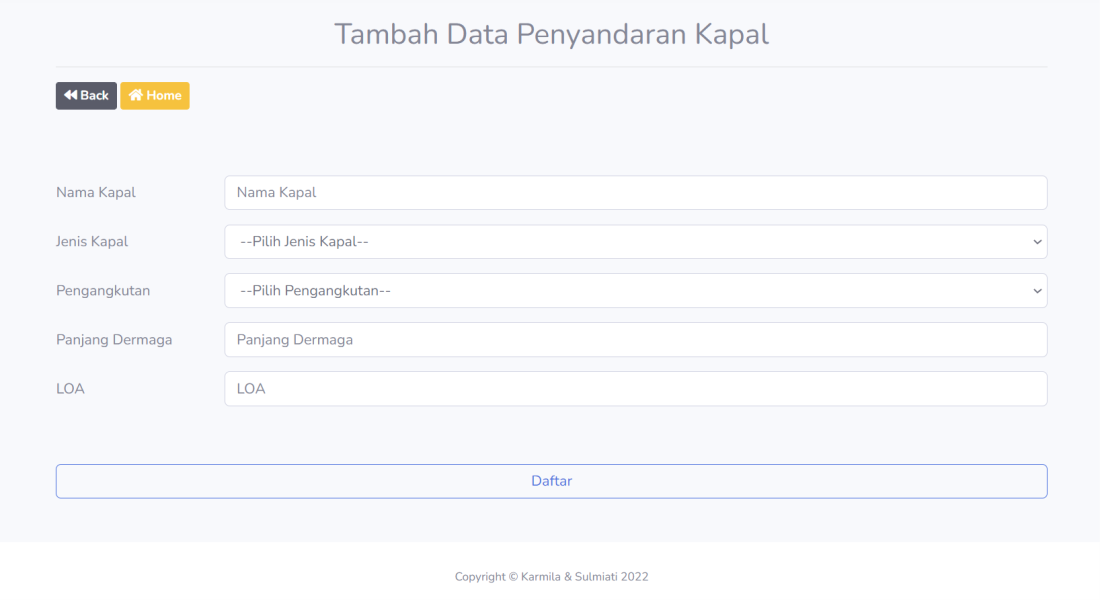 Tambah Data Penyandaran Kapal
Back Home
Nama Kapal Nama Kapal
Jenis Kapal --Pilih Jenis Kapal--
Pengangkutan --Pilih Pengangkutan--
Panjang Dermaga Panjang Dermaga
LOA LOA
Daftar
Copyright © Karmila & Sulmiati 2022